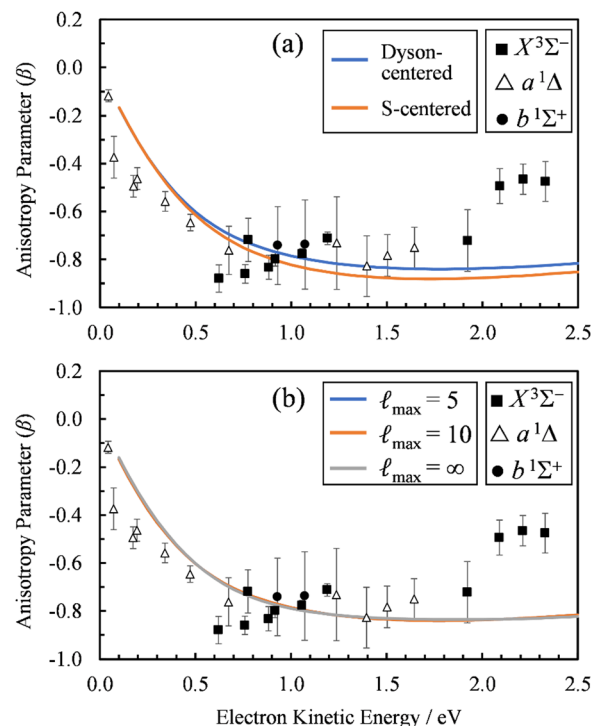 (a)
Dyson-
centered
S-centered
X³Σ⁻
a¹Δ
b¹Σ⁺
Anisotropy Parameter (β)
0.2
0.0
-0.2
-0.4
-0.6
-0.8
-1.0
0.0 0.5 1.0 1.5 2.0 2.5
(b)
ℓmax = 5
ℓmax = 10
ℓmax = ∞
X³Σ⁻
a¹Δ
b¹Σ⁺
Anisotropy Parameter (β)
0.2
0.0
-0.2
-0.4
-0.6
-0.8
-1.0
0.0 0.5 1.0 1.5 2.0 2.5
Electron Kinetic Energy / eV